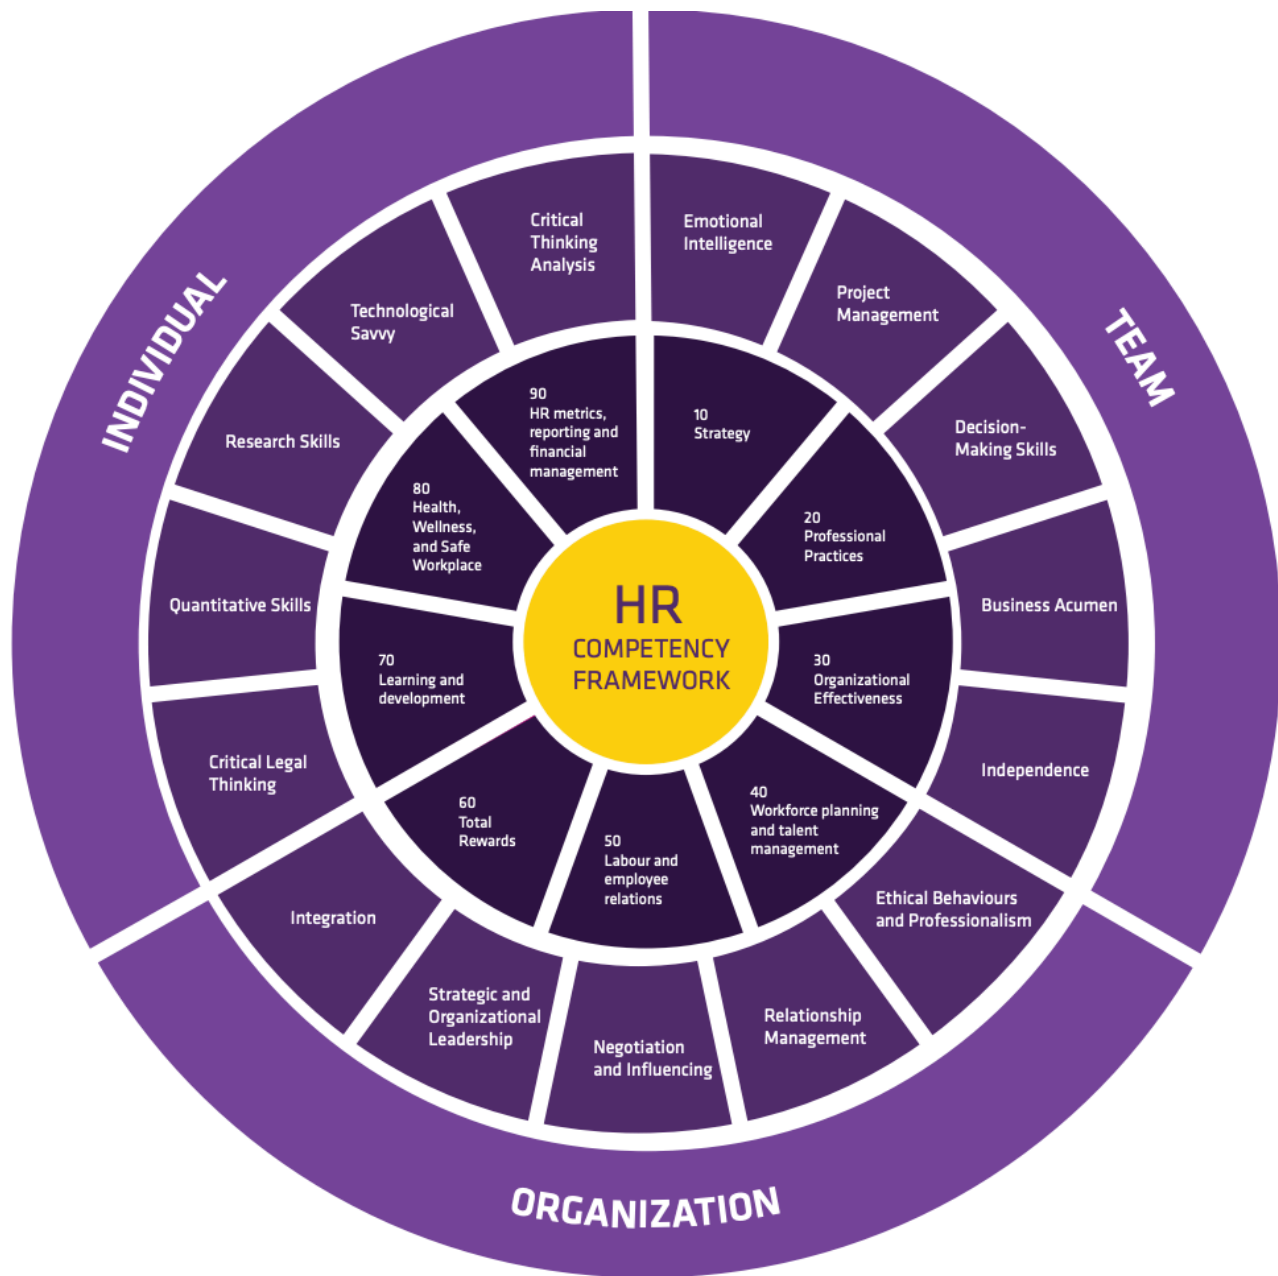 HR
COMPETENCY
FRAMEWORK
10
Strategy
20
Professional
Practices
30
Organizational
Effectiveness
40
Workforce planning
and talent
management
50
Labour and
employee
relations
60
Total
Rewards
70
Learning and
development
80
Health,
Wellness,
and Safe
Workplace
90
HR metrics,
reporting and
financial
management
Emotional
Intelligence
Project
Management
Decision-
Making Skills
Business Acumen
Independence
Ethical Behaviours
and Professionalism
Relationship
Management
Negotiation
and Influencing
Strategic and
Organizational
Leadership
Integration
Critical Legal
Thinking
Quantitative Skills
Research Skills
Technological
Savvy
Critical
Thinking
Analysis
TEAM
ORGANIZATION
INDIVIDUAL